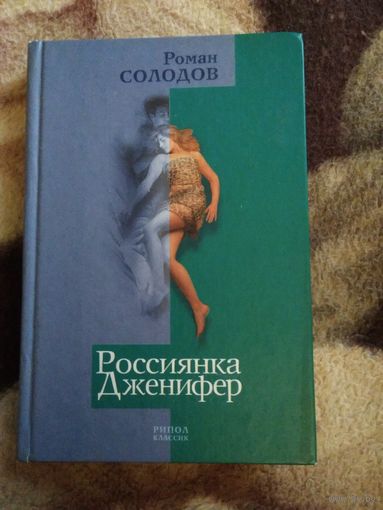 Роман
СОЛОДОВ
Россиянка
Дженифер
РИПОЛ
КЛАССИК